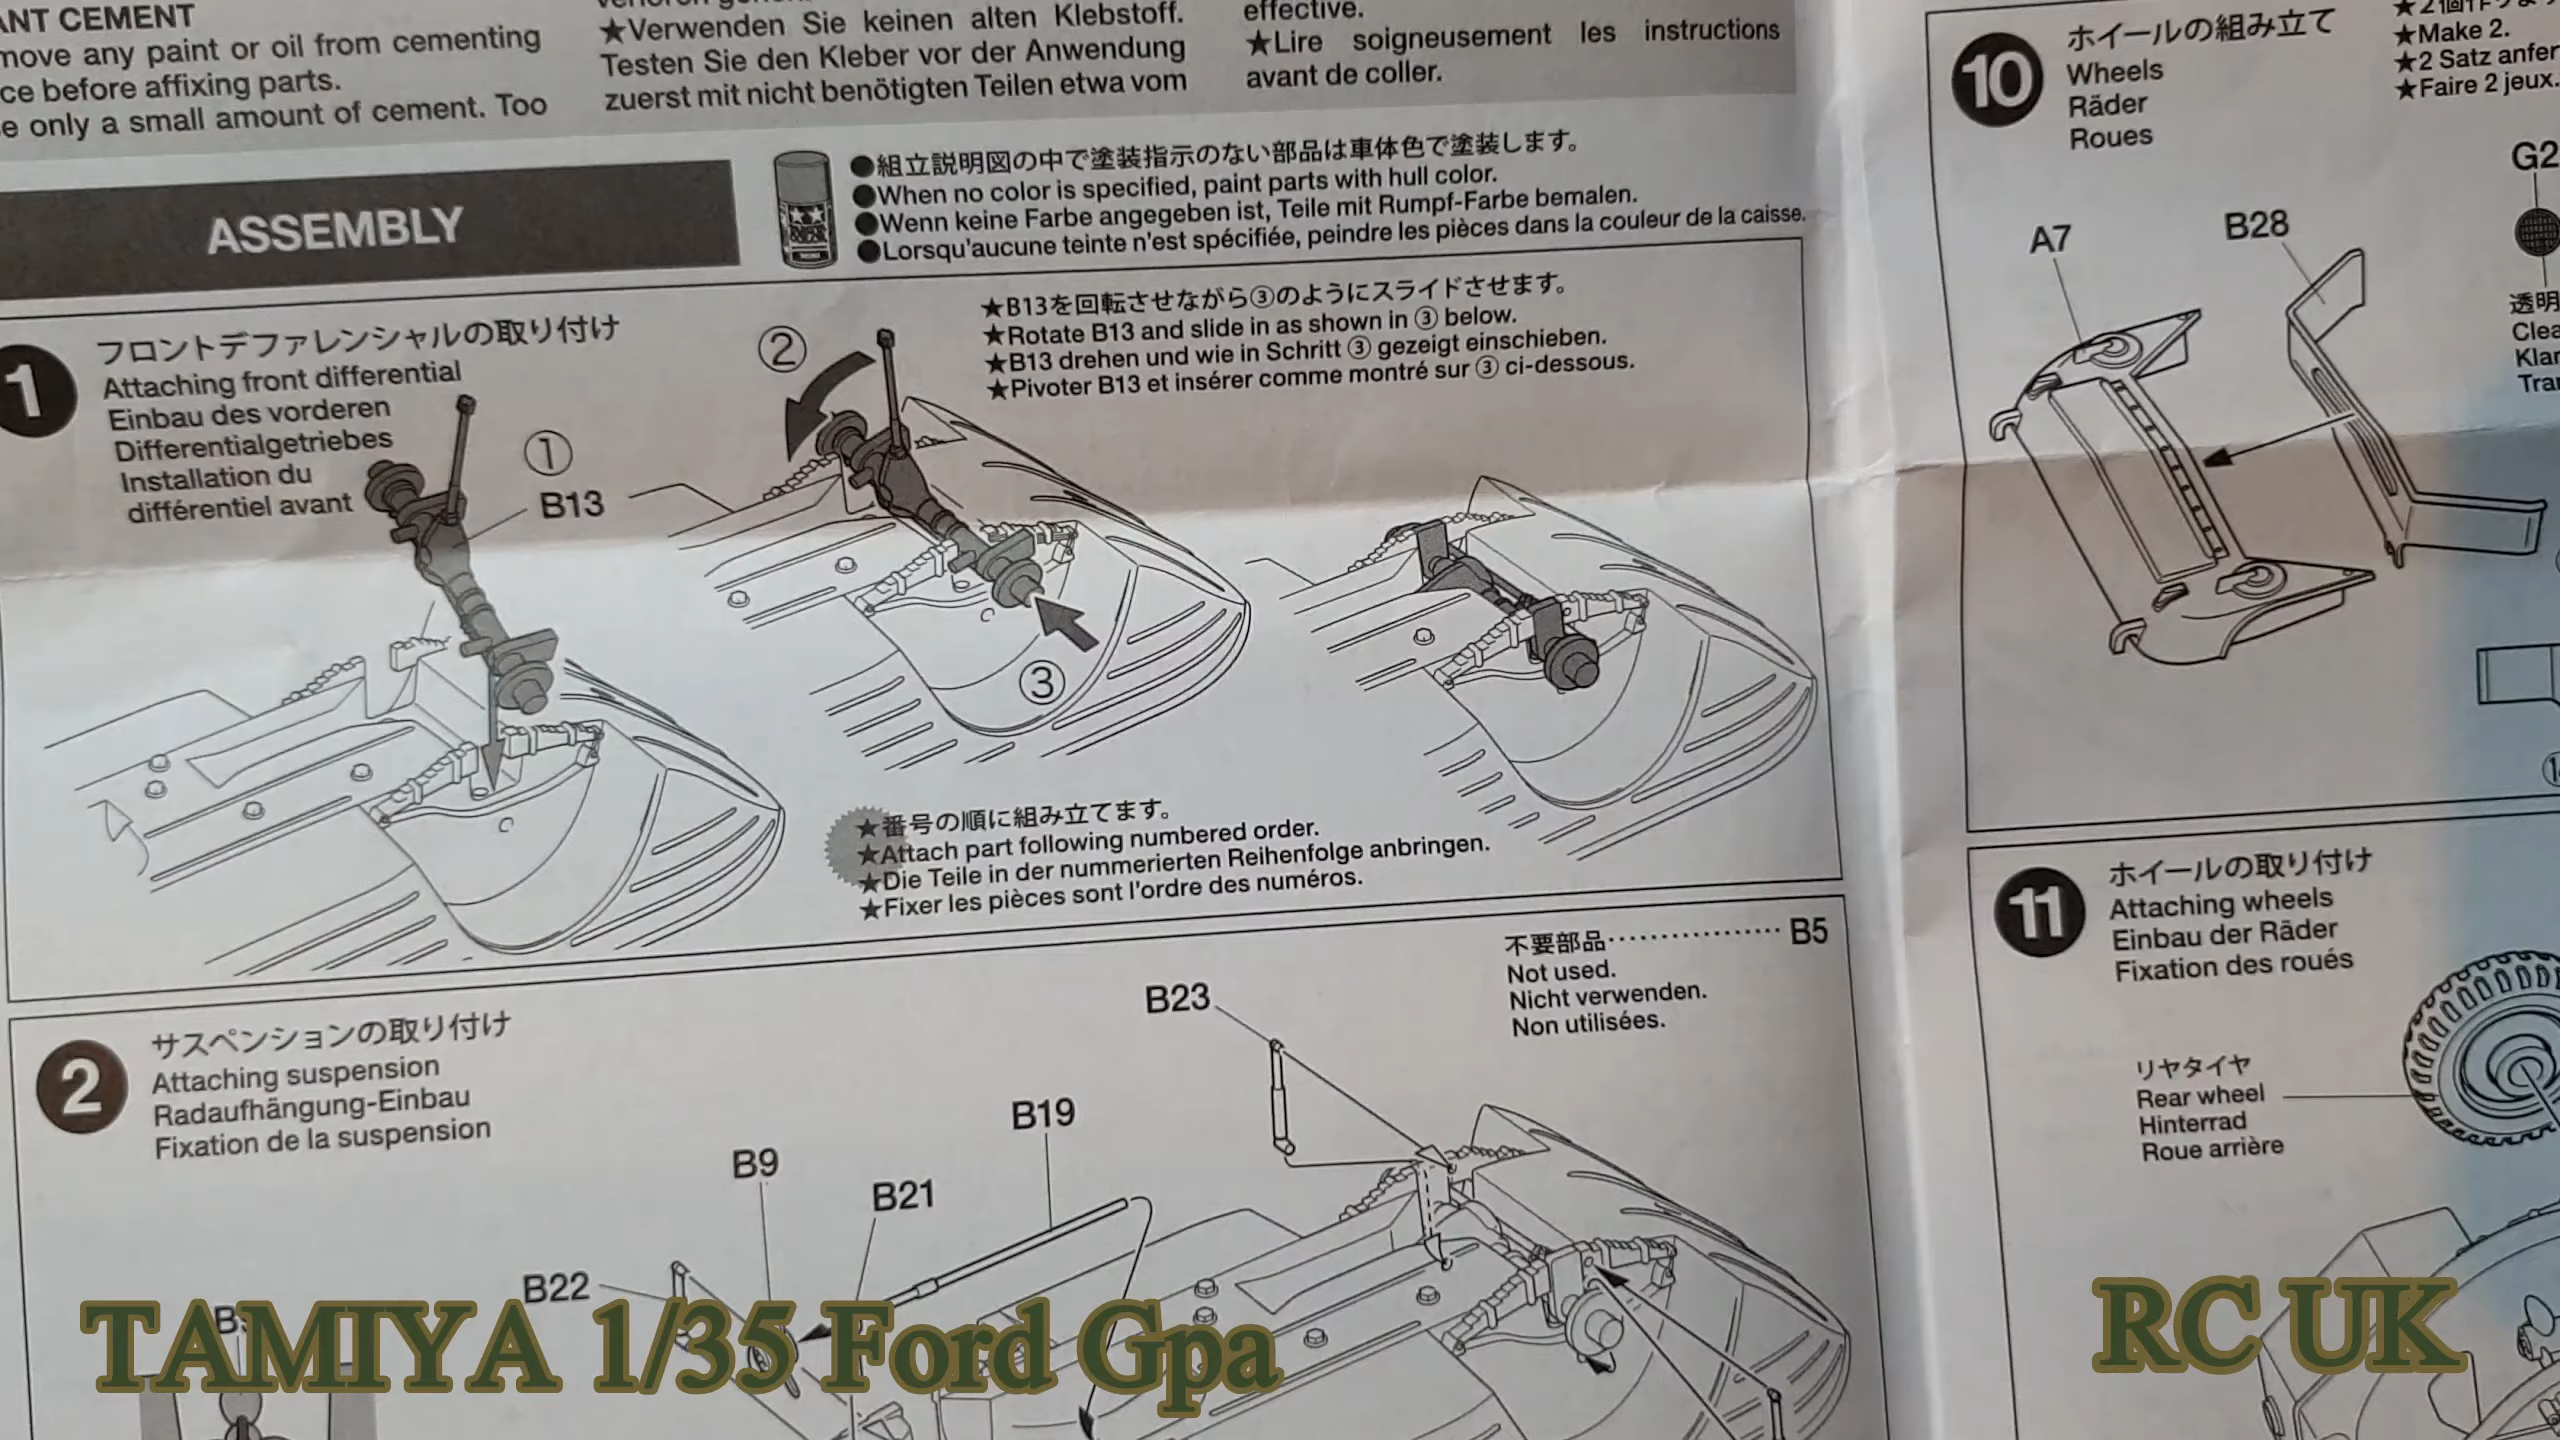 ANT CEMENT
move any paint or oil from cementing
ce before affixing parts.
e only a small amount of cement. Too
★Verwenden Sie keinen alten Klebstoff.
Testen Sie den Kleber vor der Anwendung
zuerst mit nicht benötigten Teilen etwa vom
effective.
★Lire soigneusement les instructions
avant de coller.
ASSEMBLY
●組立説明図の中で塗装指示のない部品は車体色で塗装します。
●When no color is specified, paint parts with hull color.
●Wenn keine Farbe angegeben ist, Teile mit Rumpf-Farbe bemalen.
●Lorsqu'aucune teinte n'est spécifiée, peindre les pièces dans la couleur de la caisse.
1
フロントデファレンシャルの取り付け
Attaching front differential
Einbau des vorderen
Differentialgetriebes
Installation du
différentiel avant
①
B13
②
★B13を回転させながら③のようにスライドさせます。
★Rotate B13 and slide in as shown in ③ below.
★B13 drehen und wie in Schritt ③ gezeigt einschieben.
★Pivoter B13 et insérer comme montré sur ③ ci-dessous.
③
★番号の順に組み立てます。
★Attach part following numbered order.
★Die Teile in der nummerierten Reihenfolge anbringen.
★Fixer les pièces sont l'ordre des numéros.
2
サスペンションの取り付け
Attaching suspension
Radaufhängung-Einbau
Fixation de la suspension
不要部品 B5
Not used.
Nicht verwenden.
Non utilisées.
B23
B19
B9
B21
B22
10
ホイールの組み立て
Wheels
Räder
Roues
★Make 2.
★2 Satz anfer
★Faire 2 jeux.
G2
A7
B28
透明
Clea
Klar
Tra
11
ホイールの取り付け
Attaching wheels
Einbau der Räder
Fixation des roués
リヤタイヤ
Rear wheel
Hinterrad
Roue arrière
TAMIYA 1/35 Ford Gpa
RC UK